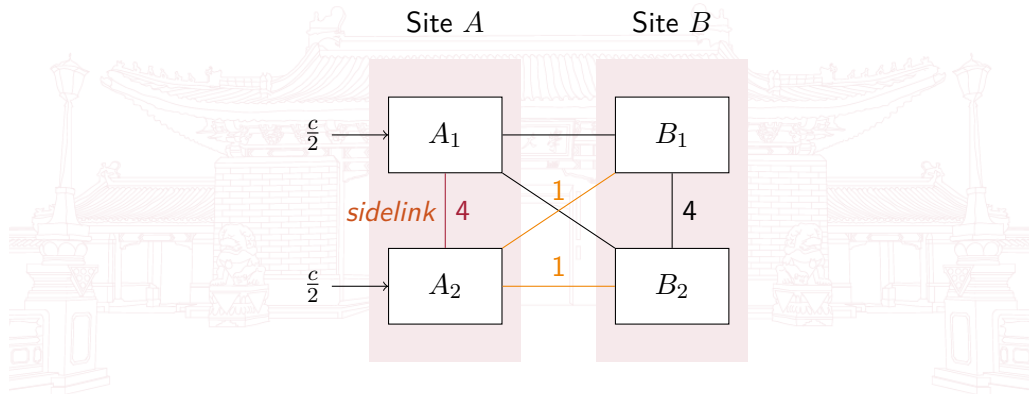 Site A Site B
c/2 A₁ B₁
1
sidelink 4 4
1
c/2 A₂ B₂